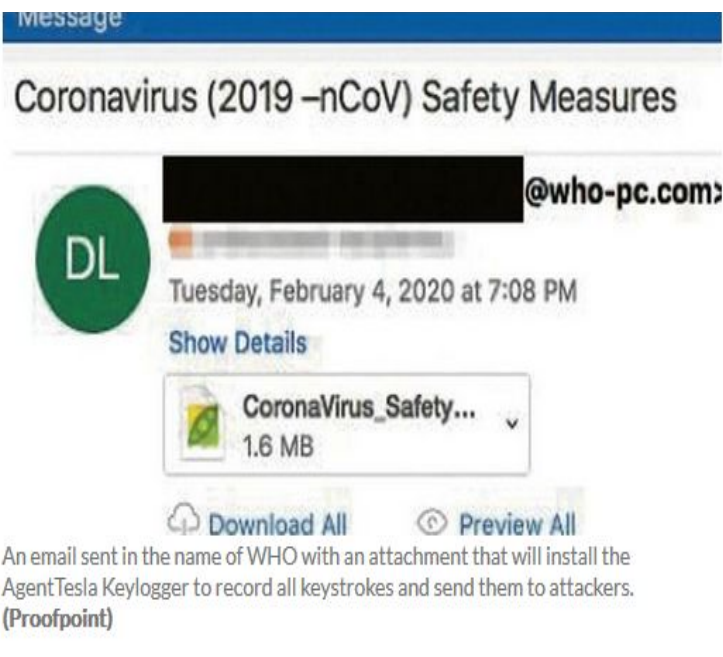 Message
Coronavirus (2019 –nCoV) Safety Measures
@who-pc.com>
DL
Tuesday, February 4, 2020 at 7:08 PM
Show Details
CoronaVirus_Safety...
1.6 MB
Download All Preview All
An email sent in the name of WHO with an attachment that will install the
AgentTesla Keylogger to record all keystrokes and send them to attackers.
(Proofpoint)